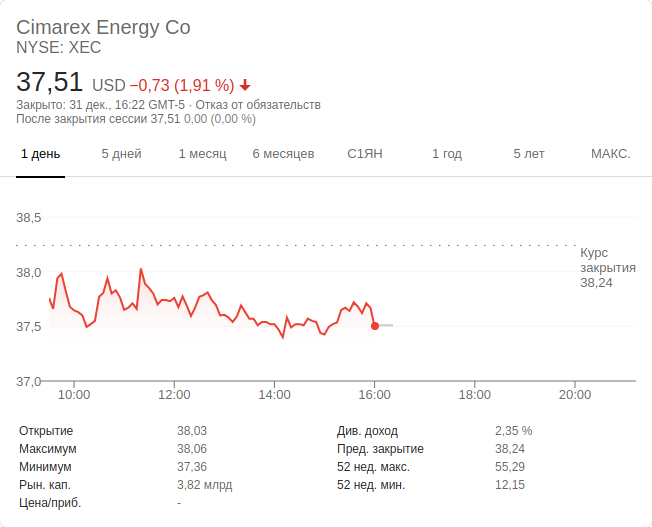 Cimarex Energy Co
NYSE: XEC
37,51 USD −0,73 (1,91 %)
Закрыто: 31 дек., 16:22 GMT-5 · Отказ от обязательств
После закрытия сессии 37,51 0,00 (0,00 %)
1 день 5 дней 1 месяц 6 месяцев С1ЯН 1 год 5 лет МАКС.
38,5
Курс
закрытия
38,24
38,0
37,5
37,0
10:00 12:00 14:00 16:00 18:00 20:00
Открытие 38,03 Див. доход 2,35 %
Максимум 38,06 Пред. закрытие 38,24
Минимум 37,36 52 нед. макс. 55,29
Рын. кап. 3,82 млрд 52 нед. мин. 12,15
Цена/приб. -